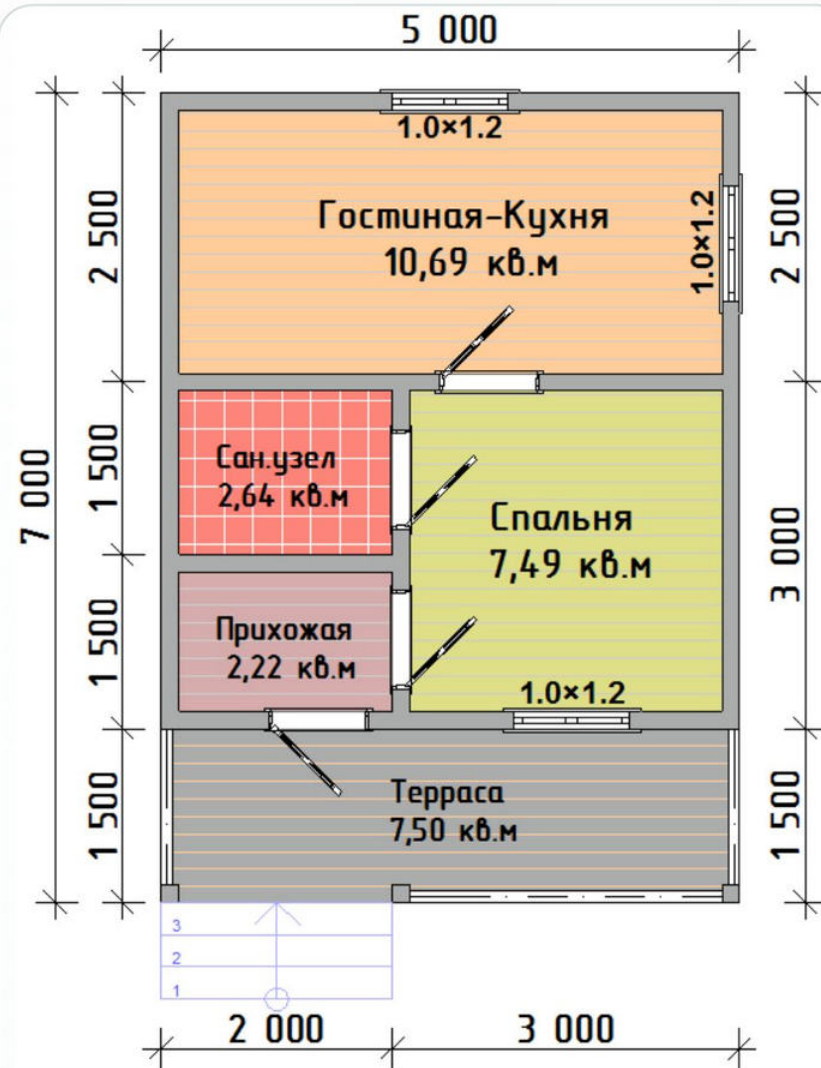 5 000
1.0×1.2
2 500
Гостиная-Кухня
10,69 кв.м
1.0×1.2
2 500
7 000
1 500
Сан.узел
2,64 кв.м
Спальня
7,49 кв.м
3 000
1 500
Прихожая
2,22 кв.м
1.0×1.2
1 500
Терраса
7,50 кв.м
1 500
3
2
1
2 000
3 000